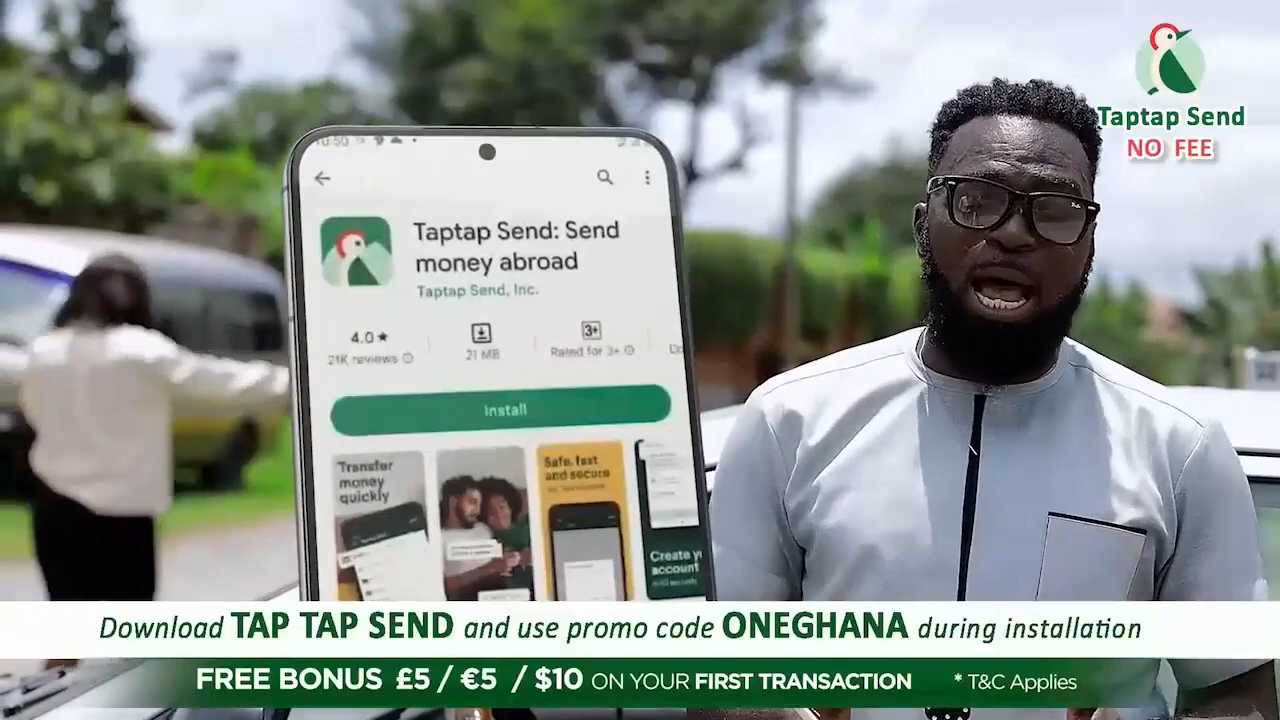 Taptap Send
NO FEE
10:50
Taptap Send: Send
money abroad
Taptap Send, Inc.
4.0★
21K reviews
21 MB
3+
Rated for 3+
Install
Transfer
money
quickly
Safe, fast
and secure
Create y
account
Download TAP TAP SEND and use promo code ONEGHANA during installation
FREE BONUS £5 / €5 / $10 ON YOUR FIRST TRANSACTION * T&C Applies